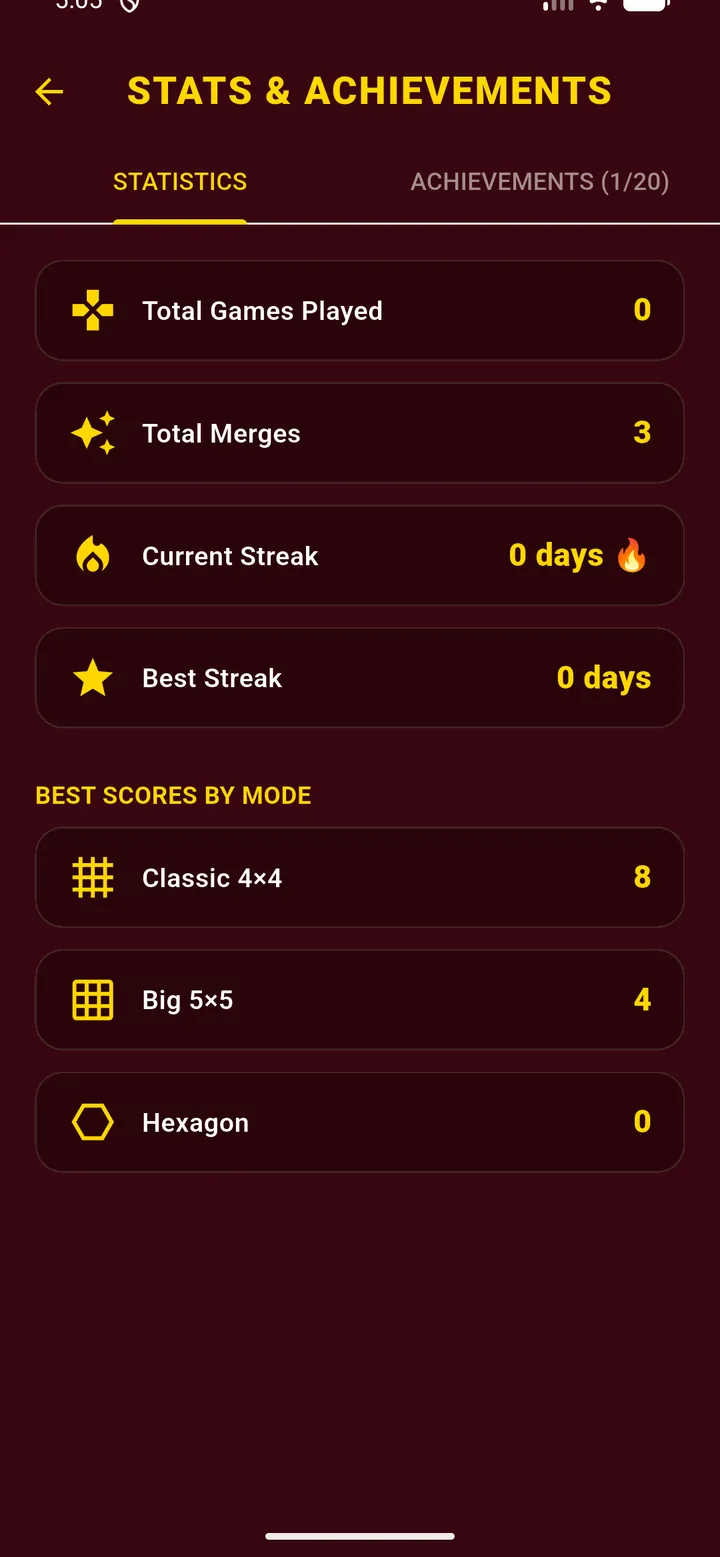 STATS & ACHIEVEMENTS
STATISTICS
ACHIEVEMENTS (1/20)
Total Games Played
0
Total Merges
3
Current Streak
0 days 🔥
Best Streak
0 days
BEST SCORES BY MODE
Classic 4×4
8
Big 5×5
4
Hexagon
0